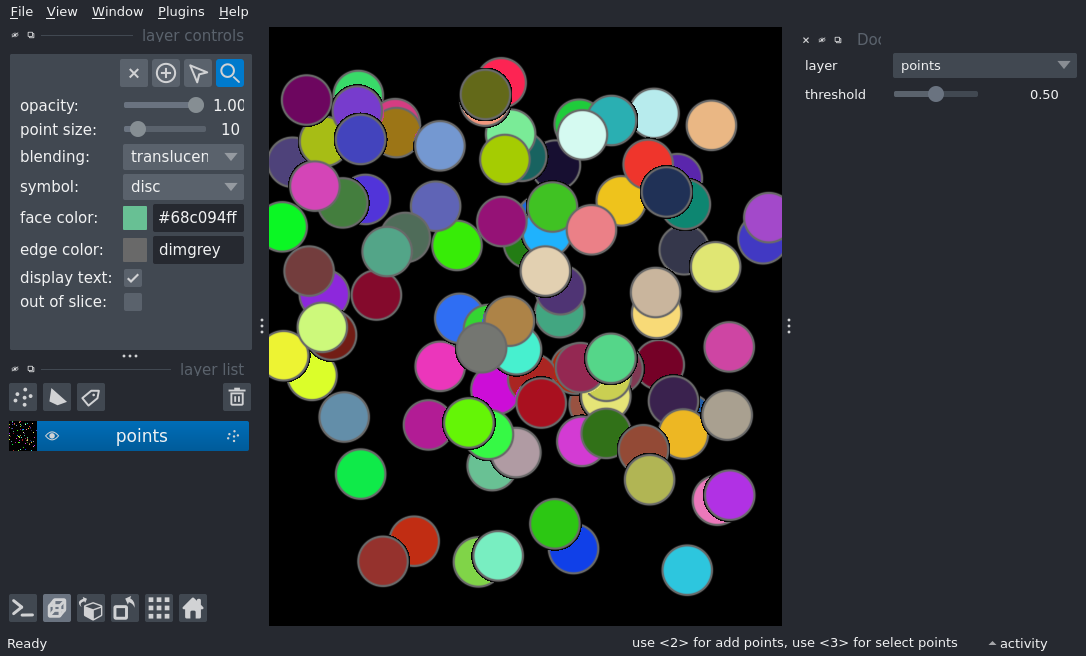 File View Window Plugins Help
layer controls
opacity: 1.00
point size: 10
blending: translucen
symbol: disc
face color: #68c094ff
edge color: dimgrey
display text:
out of slice:
layer list
points
Doc
layer points
threshold 0.50
Ready
use <2> for add points, use <3> for select points
activity